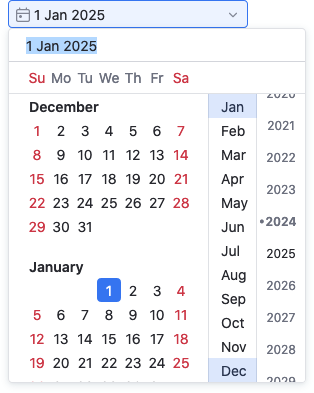 1 Jan 2025
1 Jan 2025
Su Mo Tu We Th Fr Sa
December
1 2 3 4 5 6 7
8 9 10 11 12 13 14
15 16 17 18 19 20 21
22 23 24 25 26 27 28
29 30 31
January
1 2 3 4
5 6 7 8 9 10 11
12 13 14 15 16 17 18
19 20 21 22 23 24 25
Jan
Feb
Mar
Apr
May
Jun
Jul
Aug
Sep
Oct
Nov
Dec
2021
2022
2023
•2024
2025
2026
2027
2028
2029